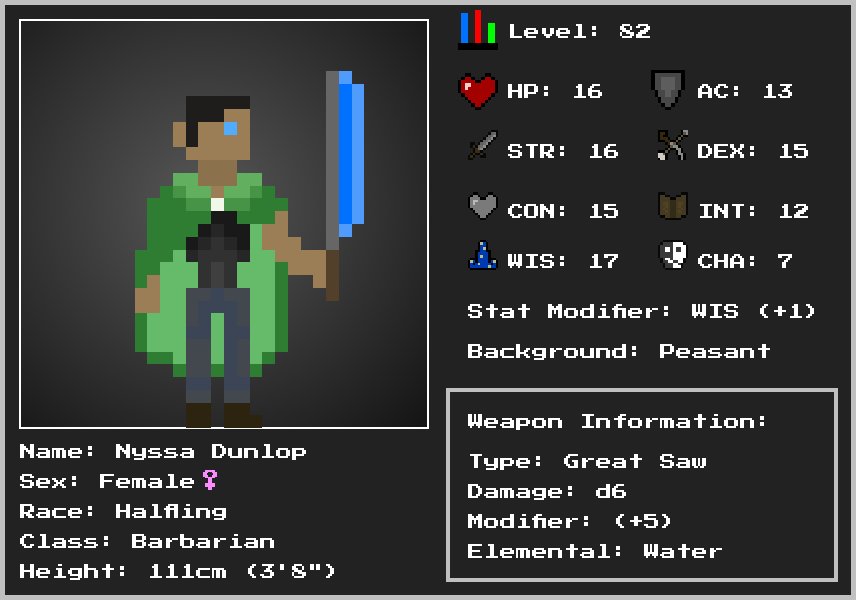 Level: 82
HP: 16
AC: 13
STR: 16
DEX: 15
CON: 15
INT: 12
WIS: 17
CHA: 7
Stat Modifier: WIS (+1)
Background: Peasant
Weapon Information:
Type: Great Saw
Damage: d6
Modifier: (+5)
Elemental: Water
Name: Nyssa Dunlop
Sex: Female♀
Race: Halfling
Class: Barbarian
Height: 111cm (3'8")